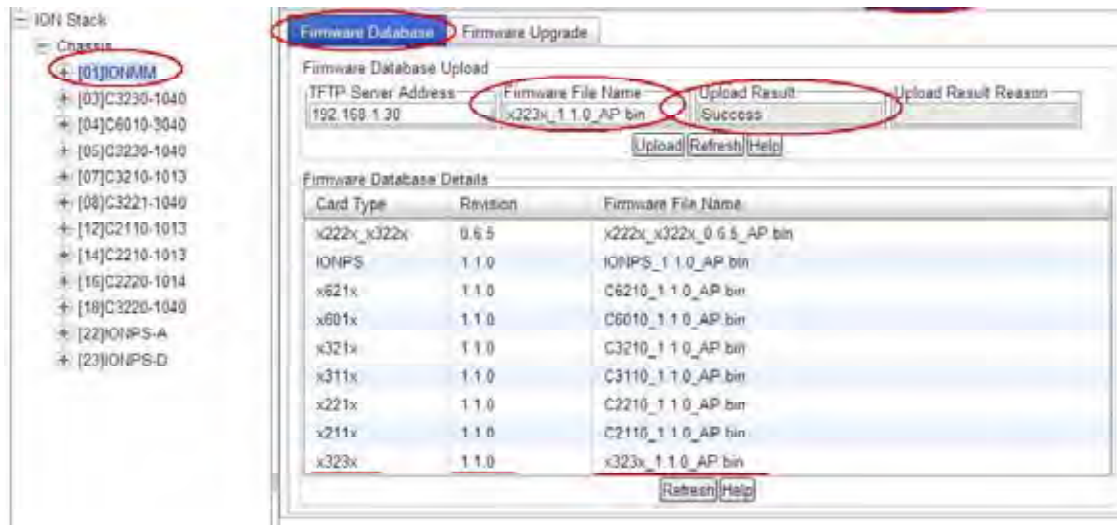 ION Stack
Chassis
[01]IONMM
[03]C3230-1040
[04]C6010-3040
[05]C3230-1040
[07]C3210-1013
[08]C3221-1040
[12]C2110-1013
[14]C2210-1013
[16]C2220-1014
[18]C3220-1040
[22]IONPS-A
[23]IONPS-D
Firmware Database Firmware Upgrade
Firmware Database Upload
TFTP Server Address Firmware File Name Upload Result Upload Result Reason
192.168.1.30 x323x_1.1.0_AP.bin Success
Upload Refresh Help
Firmware Database Details
Card Type Revision Firmware File Name
x222x_x322x 0.6.5 x222x_x322x_0.6.5_AP.bin
IONPS 1.1.0 IONPS_1.1.0_AP.bin
x621x 1.1.0 C6210_1.1.0_AP.bin
x601x 1.1.0 C6010_1.1.0_AP.bin
x321x 1.1.0 C3210_1.1.0_AP.bin
x311x 1.1.0 C3110_1.1.0_AP.bin
x221x 1.1.0 C2210_1.1.0_AP.bin
x211x 1.1.0 C2110_1.1.0_AP.bin
x323x 1.1.0 x323x_1.1.0_AP.bin
Refresh Help